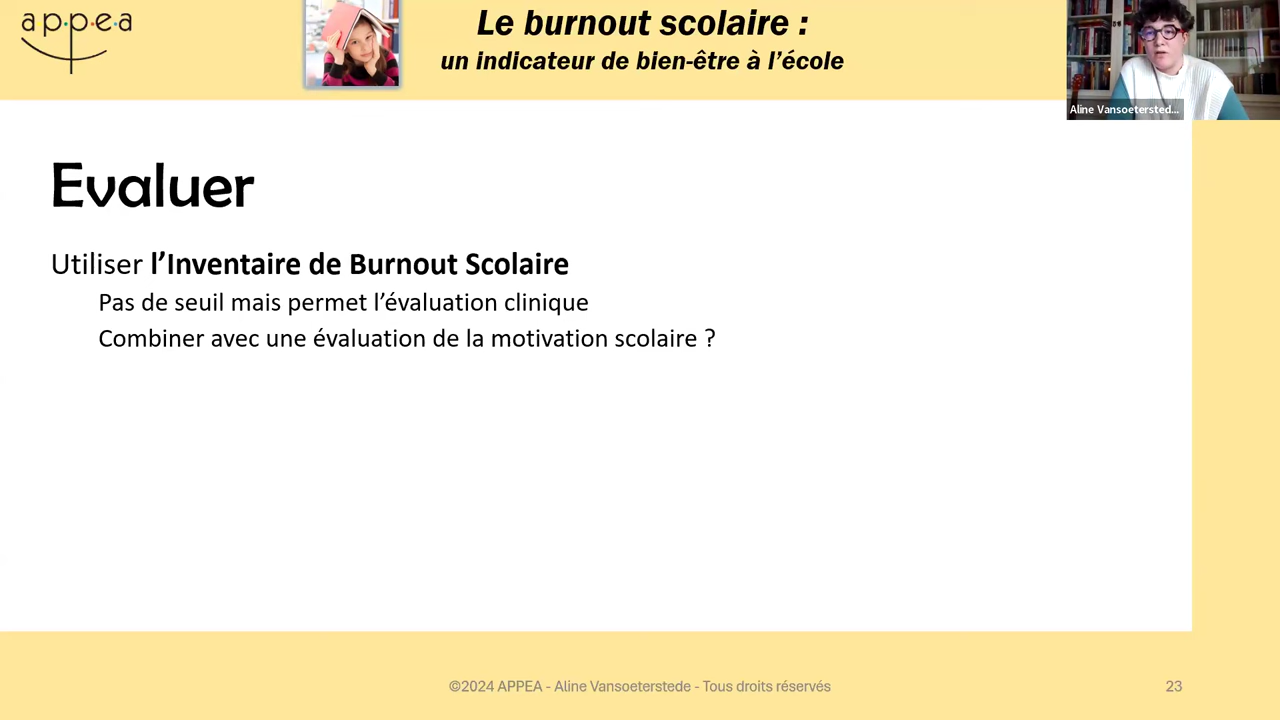 appea
Le burnout scolaire :
un indicateur de bien-être à l'école
Aline Vansoetersted...
Evaluer
Utiliser l'Inventaire de Burnout Scolaire
Pas de seuil mais permet l'évaluation clinique
Combiner avec une évaluation de la motivation scolaire ?
©2024 APPEA - Aline Vansoeterstede - Tous droits réservés
23